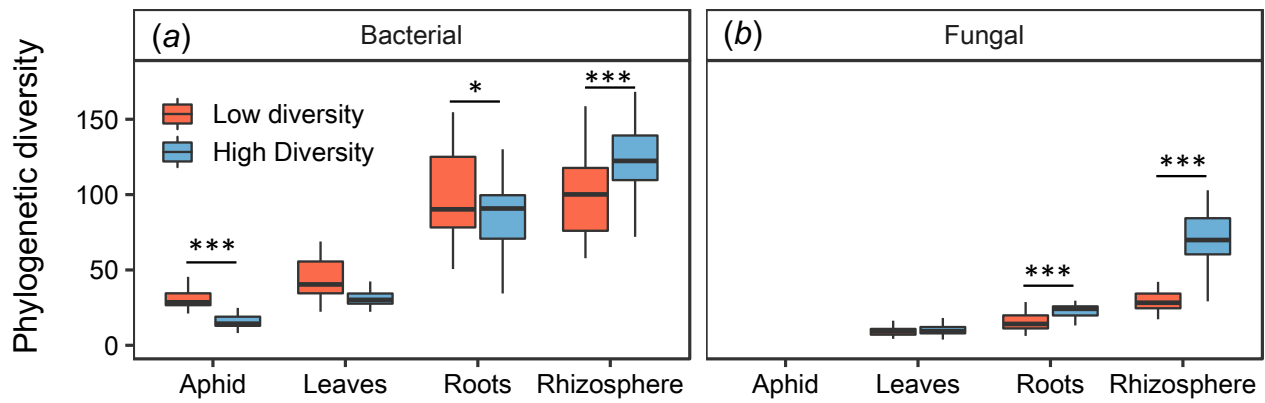 (a) Bacterial
(b) Fungal
Phylogenetic diversity
150
100
50
0
Low diversity
High Diversity
***
*
***
***
***
Aphid Leaves Roots Rhizosphere
Aphid Leaves Roots Rhizosphere